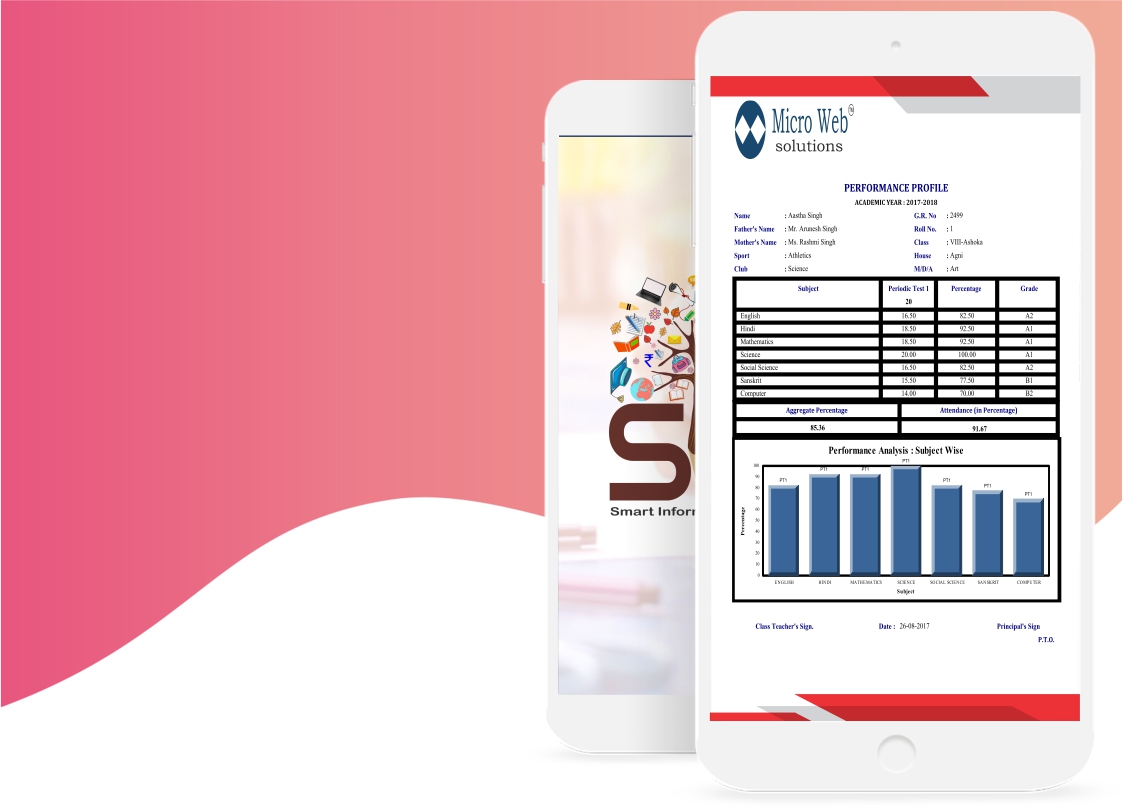 Micro Web TM
solutions
PERFORMANCE PROFILE
ACADEMIC YEAR : 2017-2018
Name : Aastha Singh G.R. No : 2499
Father's Name : Mr. Arunesh Singh Roll No. : 1
Mother's Name : Ms. Rashmi Singh Class : VIII-Ashoka
Sport : Athletics House : Agni
Club : Science M/D/A : Art
Subject Periodic Test 1 Percentage Grade
20
English 16.50 82.50 A2
Hindi 18.50 92.50 A1
Mathematics 18.50 92.50 A1
Science 20.00 100.00 A1
Social Science 16.50 82.50 A2
Sanskrit 15.50 77.50 B1
Computer 14.00 70.00 B2
Aggregate Percentage Attendance (in Percentage)
85.36 91.67
Performance Analysis : Subject Wise
Percentage
100
90
80
70
60
50
40
30
20
10
0
PT1 PT1 PT1 PT1 PT1 PT1 PT1
ENGLISH HINDI MATHEMATICS SCIENCE SOCIAL SCIENCE SANSKRIT COMPUTER
Subject
Class Teacher's Sign. Date : 26-08-2017 Principal's Sign
P.T.O.
₹
S
Smart Infor